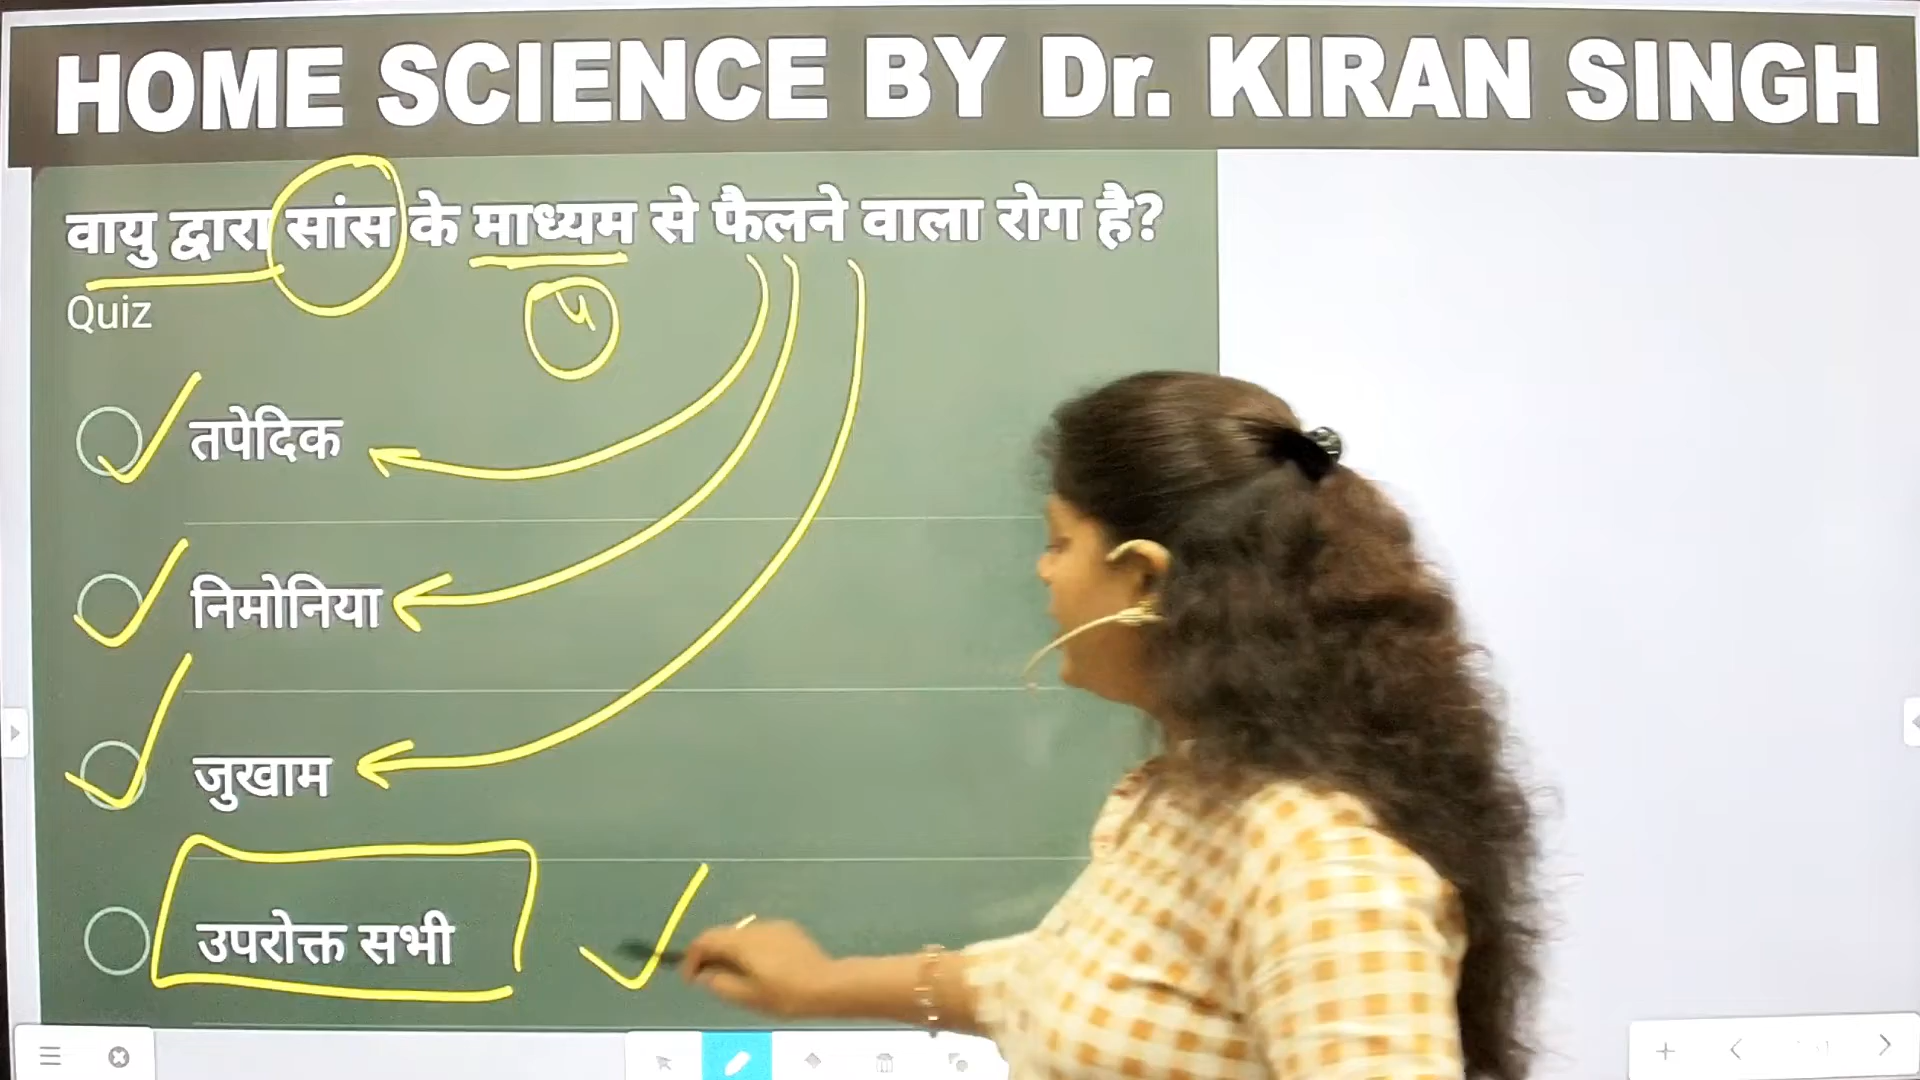 HOME SCIENCE BY Dr. KIRAN SINGH
वायु द्वारा सांस के माध्यम से फैलने वाला रोग है?
Quiz
तपेदिक
निमोनिया
जुखाम
उपरोक्त सभी